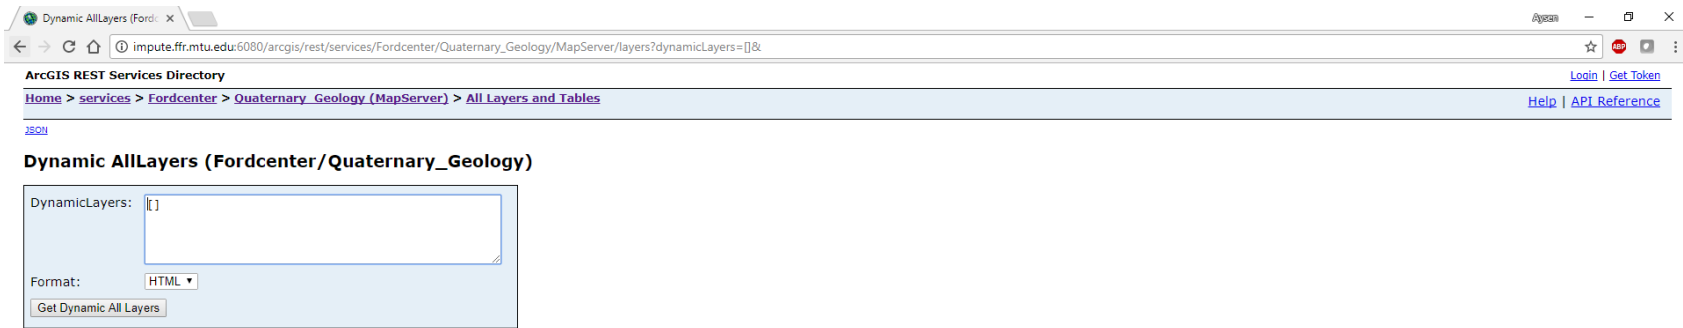 Dynamic AllLayers (Ford
Aysen
impute.ffr.mtu.edu:6080/arcgis/rest/services/Fordcenter/Quaternary_Geology/MapServer/layers?dynamicLayers=[]&
ABP
ArcGIS REST Services Directory
Login | Get Token
Home > services > Fordcenter > Quaternary_Geology (MapServer) > All Layers and Tables
Help | API Reference
JSON
Dynamic AllLayers (Fordcenter/Quaternary_Geology)
DynamicLayers: []
Format: HTML
Get Dynamic All Layers